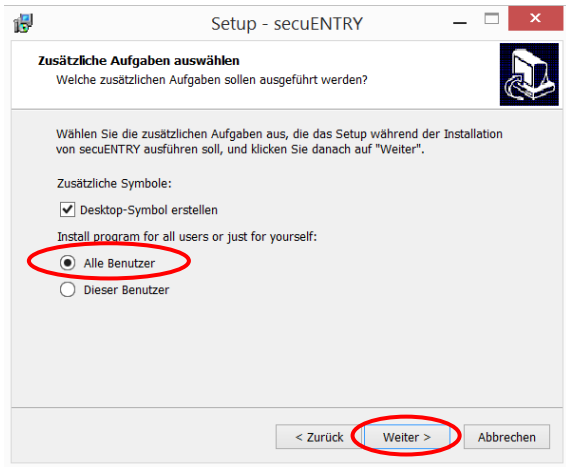 Setup - secuENTRY
Zusätzliche Aufgaben auswählen
Welche zusätzlichen Aufgaben sollen ausgeführt werden?
Wählen Sie die zusätzlichen Aufgaben aus, die das Setup während der Installation
von secuENTRY ausführen soll, und klicken Sie danach auf "Weiter".
Zusätzliche Symbole:
Desktop-Symbol erstellen
Install program for all users or just for yourself:
Alle Benutzer
Dieser Benutzer
< Zurück Weiter > Abbrechen